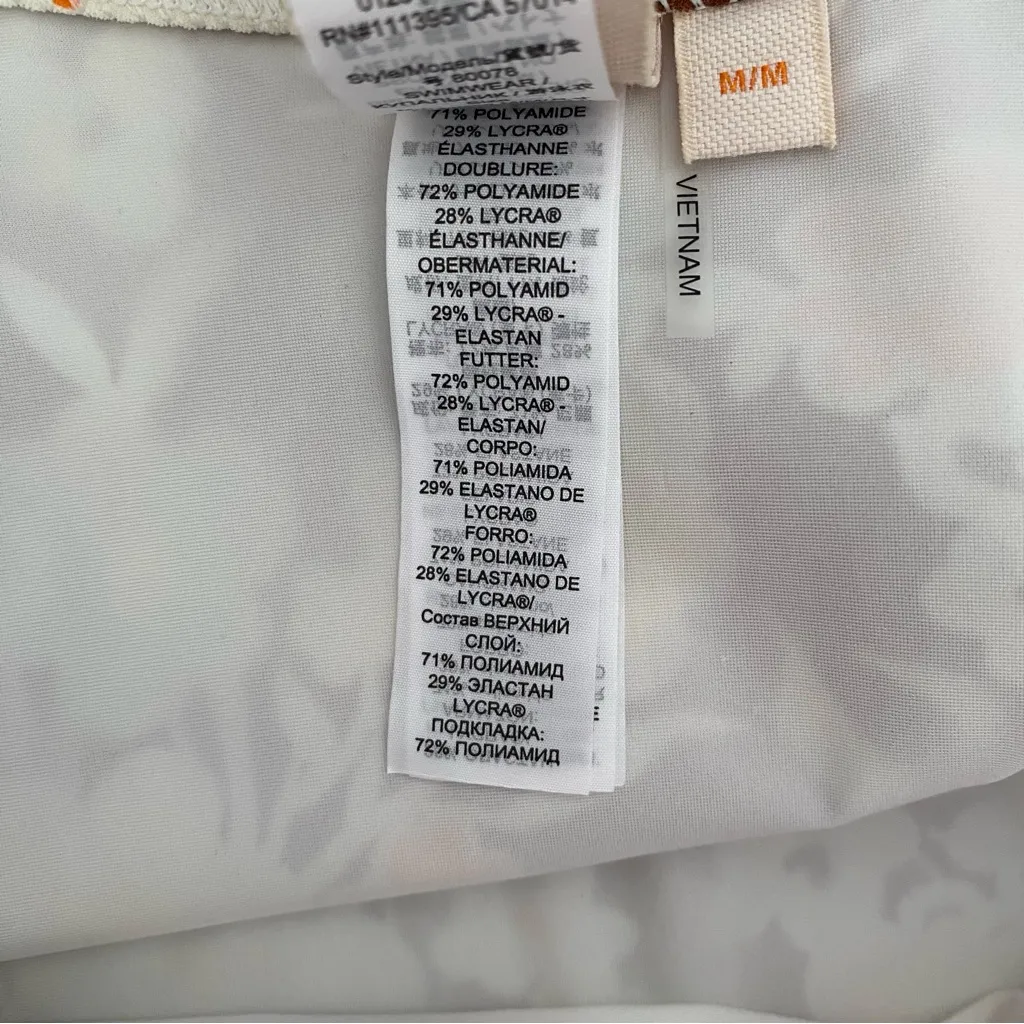 RN#111395/CA 57014
Style/Модель/
80078
SWIMWEAR /
КУПАЛЬНИК /
M/M
VIETNAM
71% POLYAMIDE
29% LYCRA®
ÉLASTHANNE
DOUBLURE:
72% POLYAMIDE
28% LYCRA®
ÉLASTHANNE/
OBERMATERIAL:
71% POLYAMID
29% LYCRA® -
ELASTAN
FUTTER:
72% POLYAMID
28% LYCRA® -
ELASTAN/
CORPO:
71% POLIAMIDA
29% ELASTANO DE
LYCRA®
FORRO:
72% POLIAMIDA
28% ELASTANO DE
LYCRA®/
Состав ВЕРХНИЙ
СЛОЙ:
71% ПОЛИАМИД
29% ЭЛАСТАН
LYCRA®
ПОДКЛАДКА:
72% ПОЛИАМИД